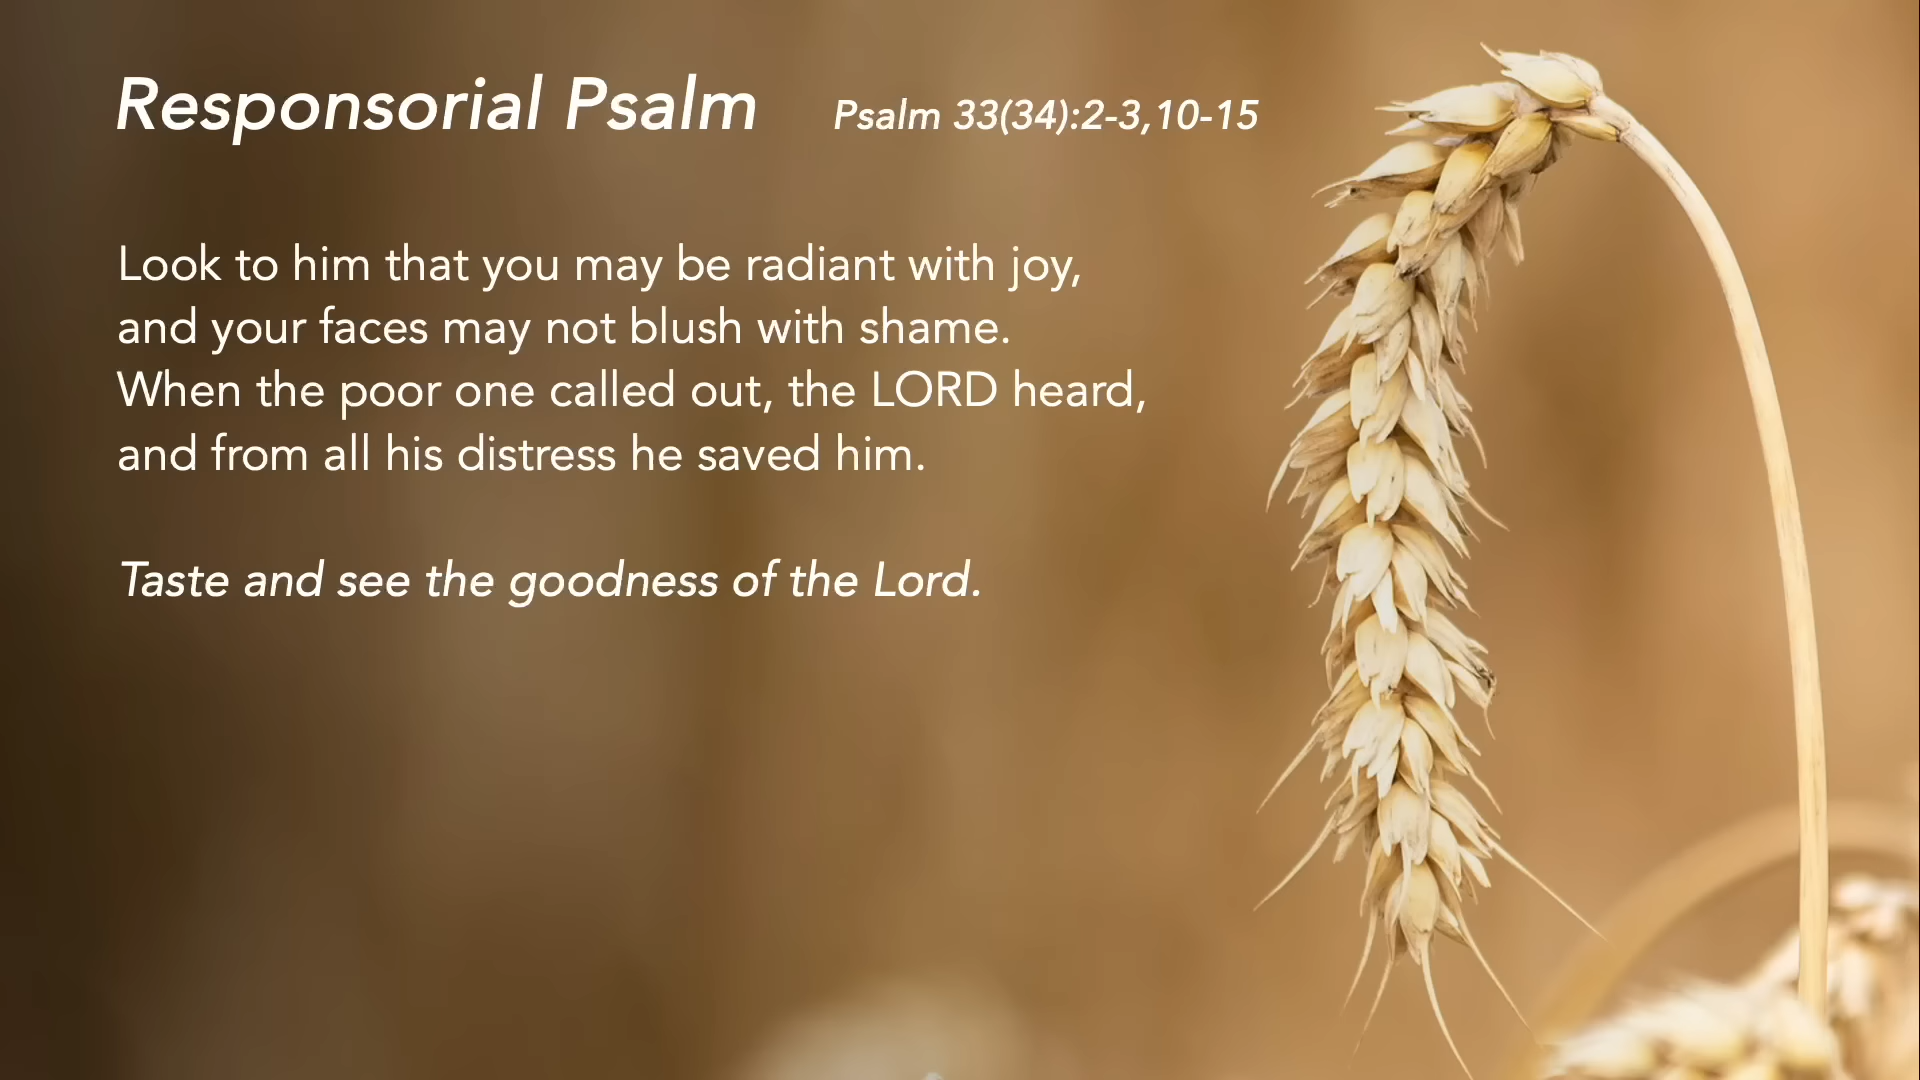 Responsorial Psalm Psalm 33(34):2-3,10-15
Look to him that you may be radiant with joy,
and your faces may not blush with shame.
When the poor one called out, the LORD heard,
and from all his distress he saved him.
Taste and see the goodness of the Lord.